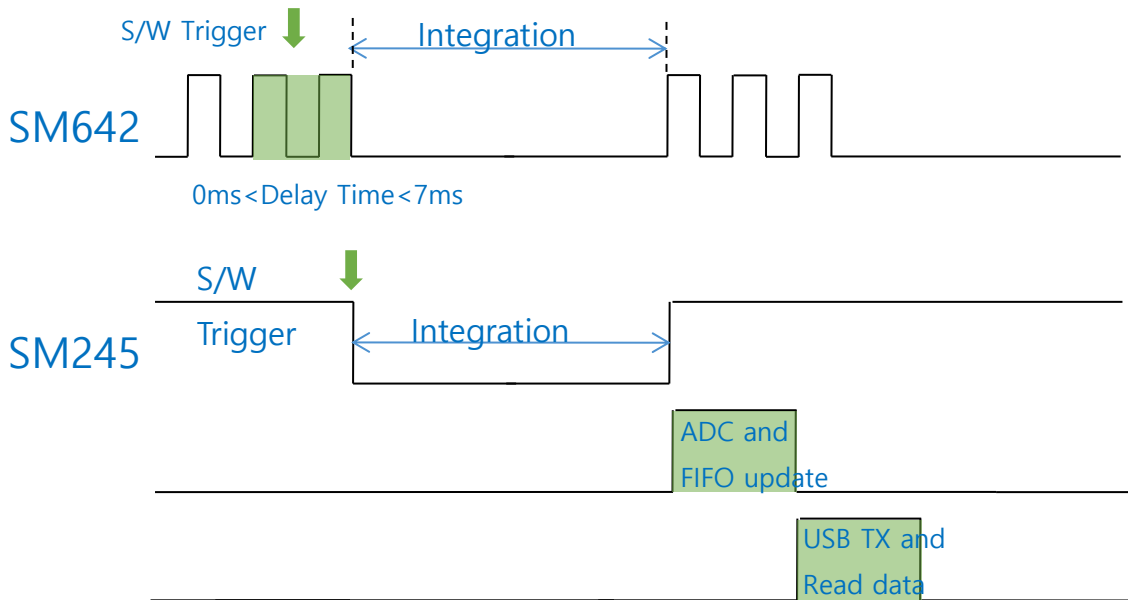 S/W Trigger
Integration
SM642
0ms<Delay Time<7ms
S/W
Trigger
Integration
SM245
ADC and
FIFO update
USB TX and
Read data